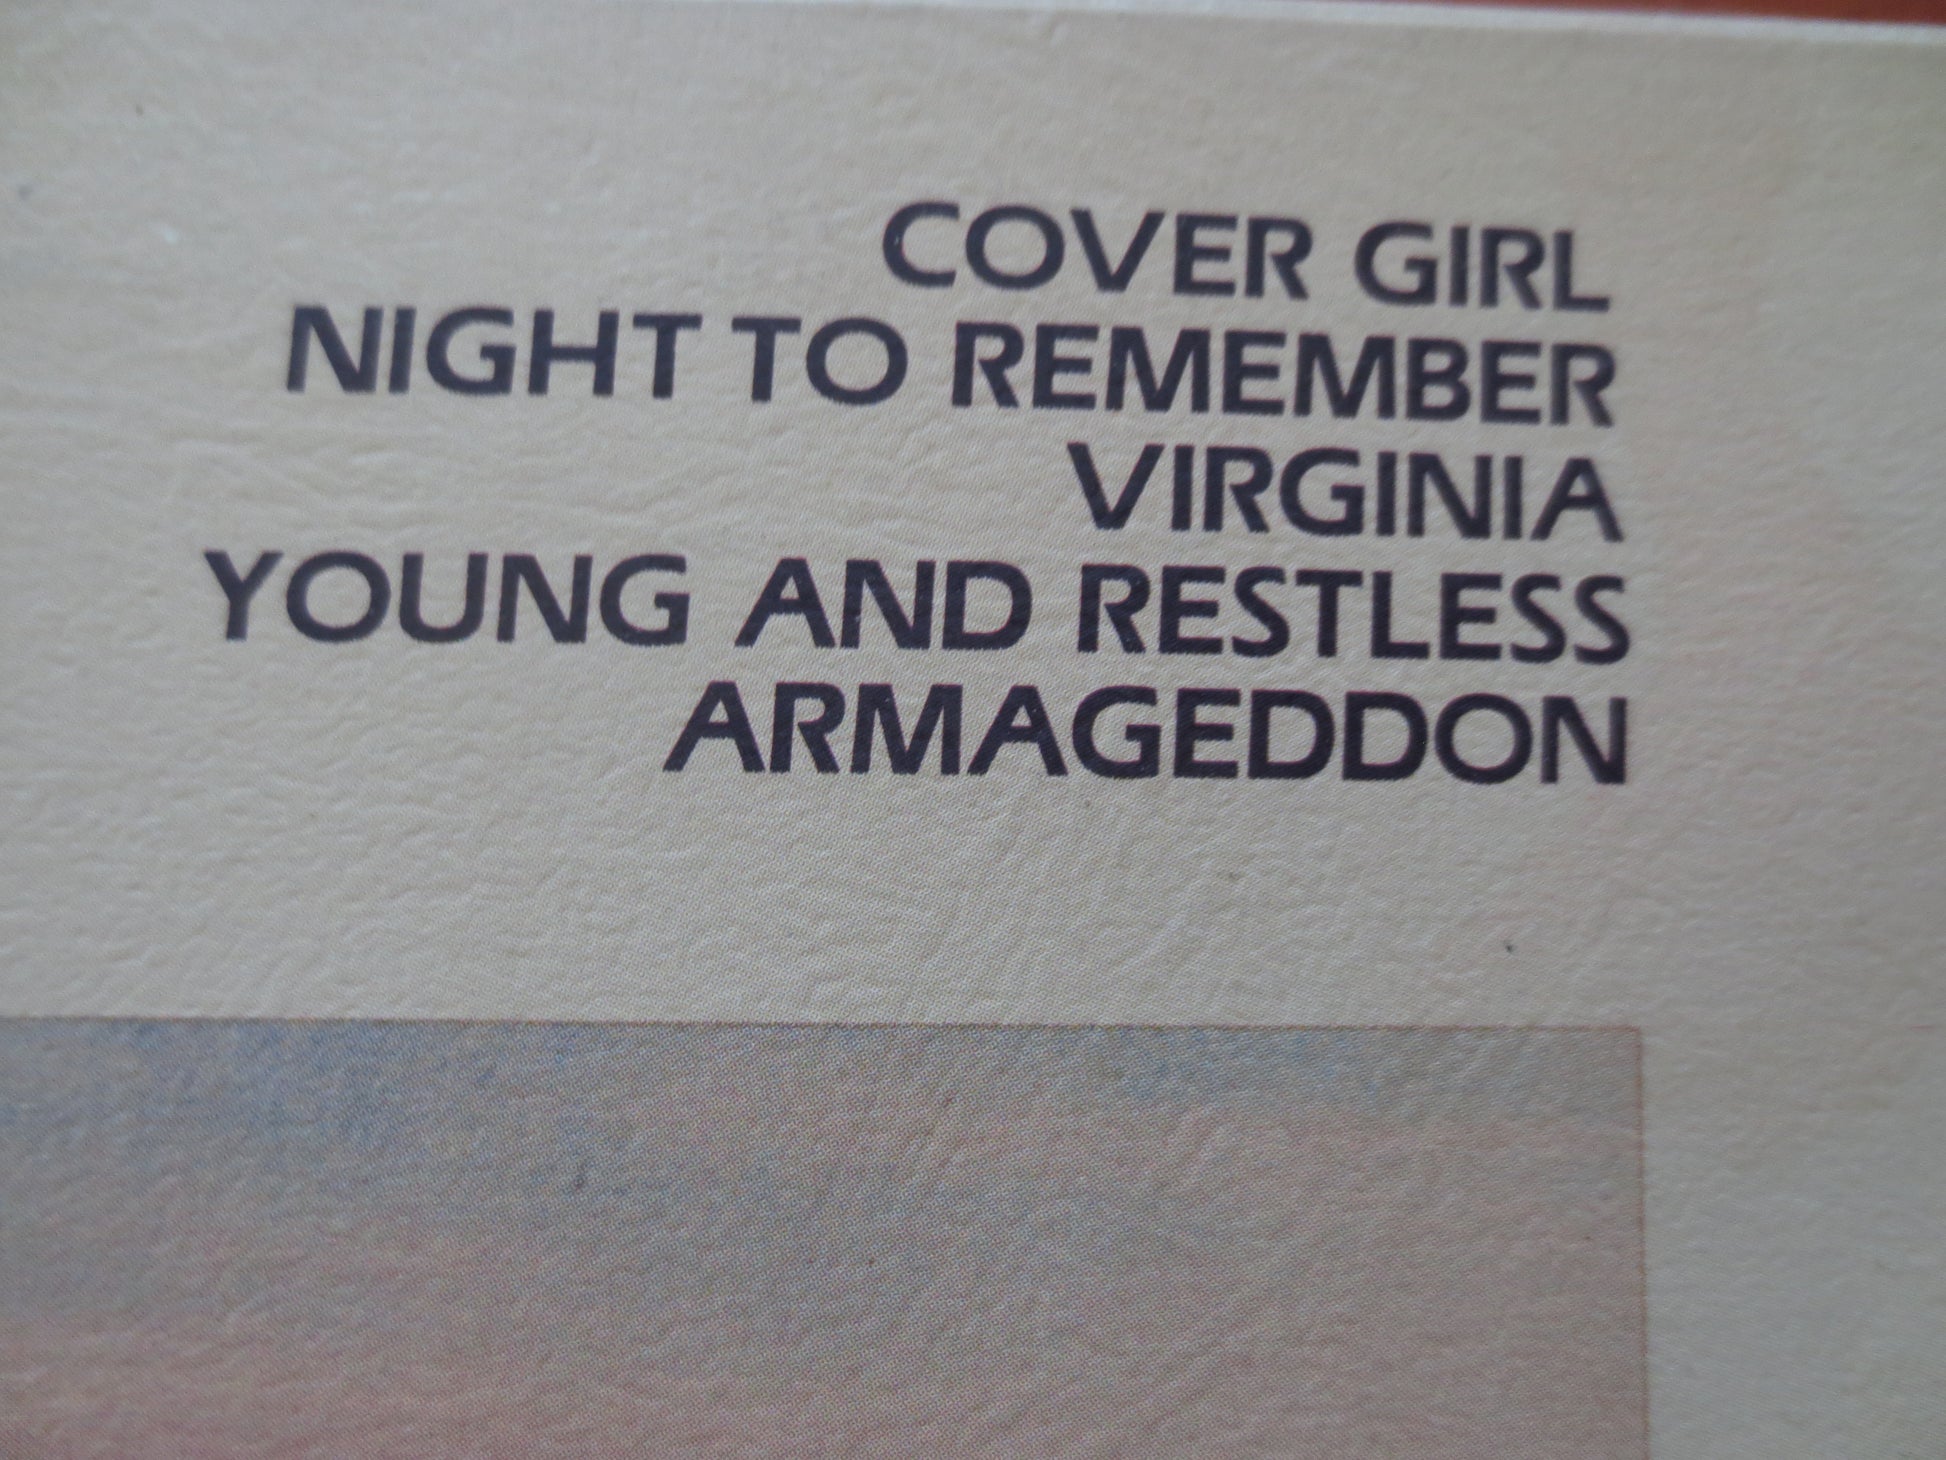 COVER GIRL
NIGHT TO REMEMBER
VIRGINIA
YOUNG AND RESTLESS
ARMAGEDDON